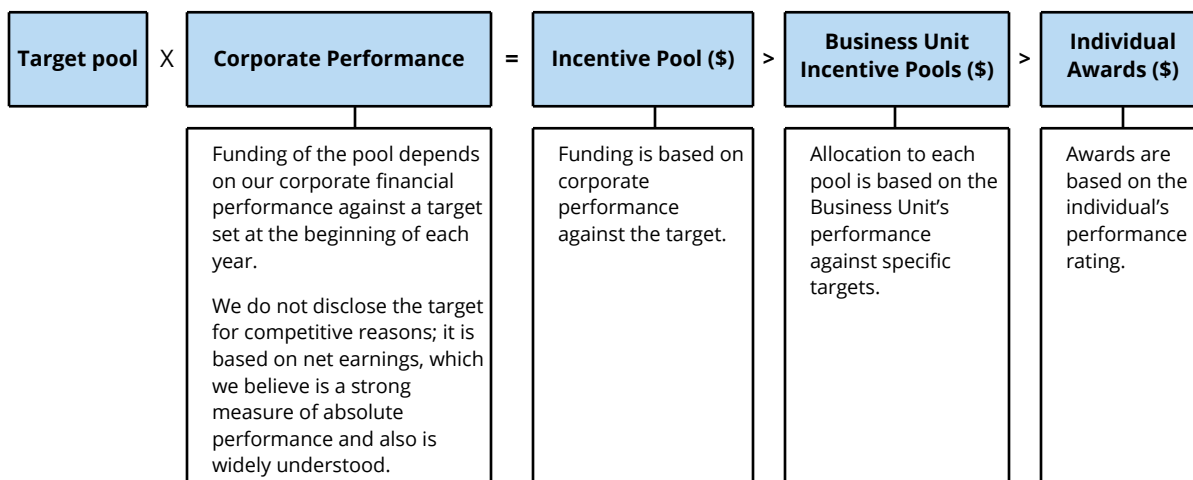 Target pool
X
Corporate Performance
=
Incentive Pool ($)
>
Business Unit
Incentive Pools ($)
>
Individual
Awards ($)
Funding of the pool depends
on our corporate financial
performance against a target
set at the beginning of each
year.
We do not disclose the target
for competitive reasons; it is
based on net earnings, which
we believe is a strong
measure of absolute
performance and also is
widely understood.
Funding is based on
corporate
performance
against the target.
Allocation to each
pool is based on the
Business Unit’s
performance
against specific
targets.
Awards are
based on the
individual’s
performance
rating.